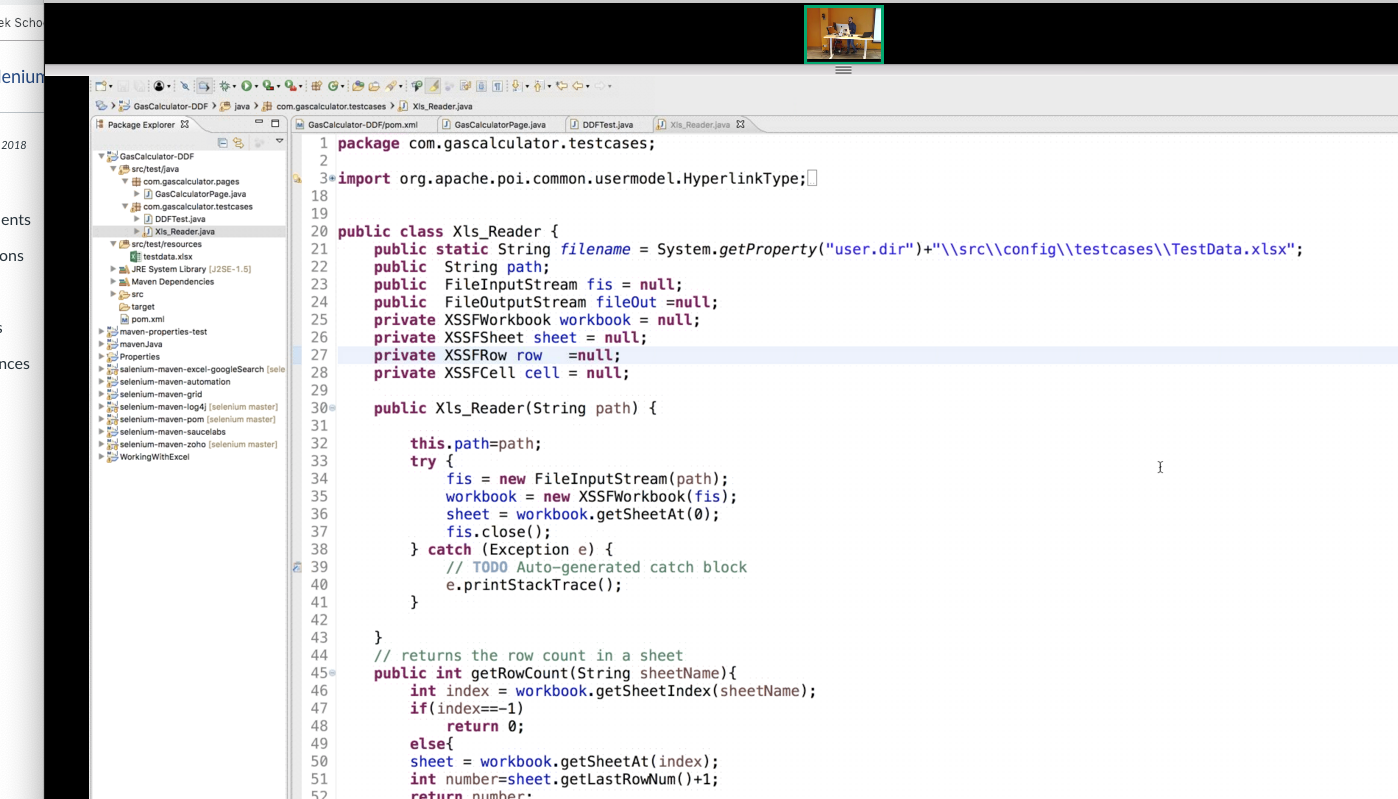 ek Schoo
lenium
2018
ents
ons
s
nces
GasCalculator-DDF java com.gascalculator.testcases Xls_Reader.java
Package Explorer
GasCalculator-DDF/pom.xml GasCalculatorPage.java DDFTest.java Xls_Reader.java
GasCalculator-DDF
src/test/java
com.gascalculator.pages
GasCalculatorPage.java
com.gascalculator.testcases
DDFTest.java
Xls_Reader.java
src/test/resources
testdata.xlsx
JRE System Library [J2SE-1.5]
Maven Dependencies
src
target
pom.xml
maven-properties-test
mavenJava
Properties
selenium-maven-excel-googleSearch [sele
selenium-maven-automation
selenium-maven-grid
selenium-maven-log4j [selenium master]
selenium-maven-pom [selenium master]
selenium-maven-saucelabs
selenium-maven-zoho [selenium master]
WorkingWithExcel
1 package com.gascalculator.testcases;
2
3 import org.apache.poi.common.usermodel.HyperlinkType;
18
19
20 public class Xls_Reader {
21 public static String filename = System.getProperty("user.dir")+"\\src\\config\\testcases\\TestData.xlsx";
22 public  String path;
23 public  FileInputStream fis = null;
24 public  FileOutputStream fileOut =null;
25 private XSSFWorkbook workbook = null;
26 private XSSFSheet sheet = null;
27 private XSSFRow row   =null;
28 private XSSFCell cell = null;
29
30 public Xls_Reader(String path) {
31
32 this.path=path;
33 try {
34 fis = new FileInputStream(path);
35 workbook = new XSSFWorkbook(fis);
36 sheet = workbook.getSheetAt(0);
37 fis.close();
38 } catch (Exception e) {
39 // TODO Auto-generated catch block
40 e.printStackTrace();
41 }
42
43 }
44 // returns the row count in a sheet
45 public int getRowCount(String sheetName){
46 int index = workbook.getSheetIndex(sheetName);
47 if(index==-1)
48 return 0;
49 else{
50 sheet = workbook.getSheetAt(index);
51 int number=sheet.getLastRowNum()+1;
52 return number;